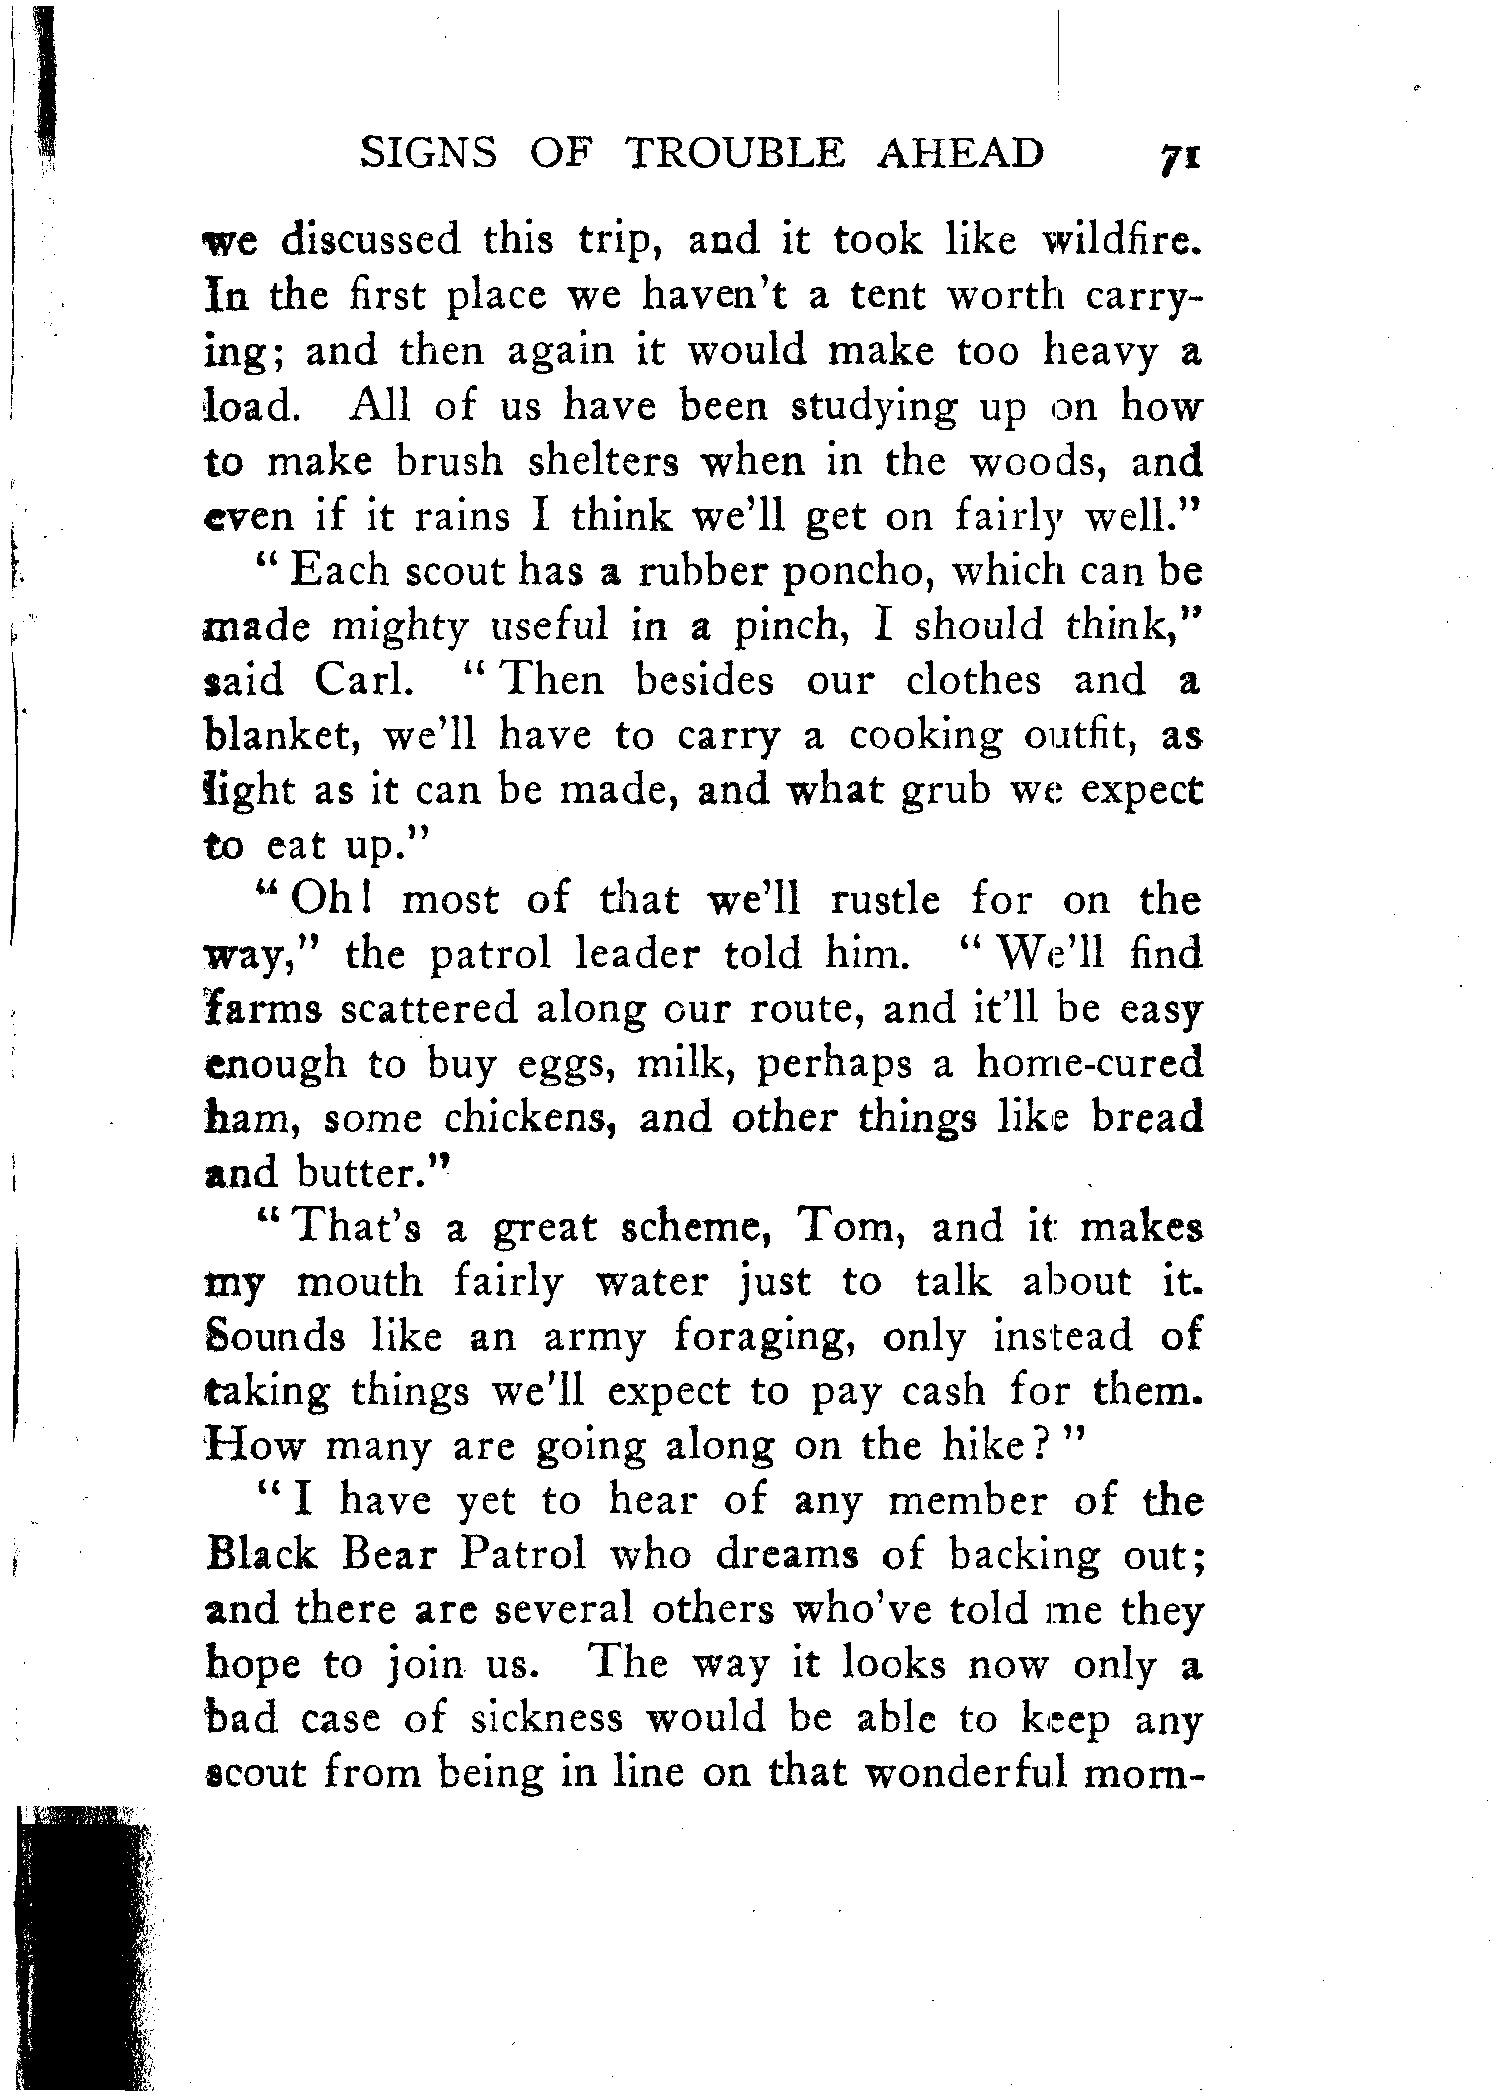 SIGNS OF TROUBLE AHEAD 71
we discussed this trip, and it took like wildfire.
In the first place we haven't a tent worth carry-
ing; and then again it would make too heavy a
load. All of us have been studying up on how
to make brush shelters when in the woods, and
even if it rains I think we'll get on fairly well."
"Each scout has a rubber poncho, which can be
made mighty useful in a pinch, I should think,"
said Carl. "Then besides our clothes and a
blanket, we'll have to carry a cooking outfit, as
light as it can be made, and what grub we expect
to eat up."
"Oh! most of that we'll rustle for on the
way," the patrol leader told him. "We'll find
farms scattered along our route, and it'll be easy
enough to buy eggs, milk, perhaps a home-cured
ham, some chickens, and other things like bread
and butter."
"That's a great scheme, Tom, and it makes
my mouth fairly water just to talk about it.
Sounds like an army foraging, only instead of
taking things we'll expect to pay cash for them.
How many are going along on the hike?"
"I have yet to hear of any member of the
Black Bear Patrol who dreams of backing out;
and there are several others who've told me they
hope to join us. The way it looks now only a
bad case of sickness would be able to keep any
scout from being in line on that wonderful morn-